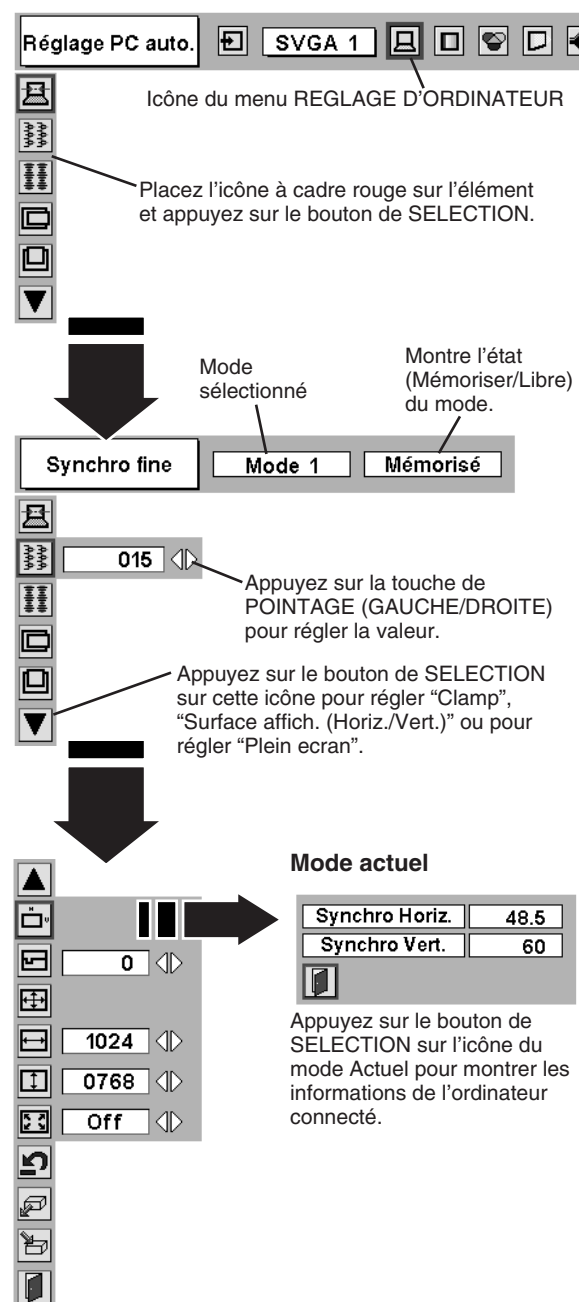 Réglage PC auto.
SVGA 1
Icône du menu REGLAGE D'ORDINATEUR
Placez l'icône à cadre rouge sur l'élément
et appuyez sur le bouton de SELECTION.
Mode
sélectionné
Montre l'état
(Mémoriser/Libre)
du mode.
Synchro fine
Mode 1
Mémorisé
015
Appuyez sur la touche de
POINTAGE (GAUCHE/DROITE)
pour régler la valeur.
Appuyez sur le bouton de SELECTION
sur cette icône pour régler “Clamp”,
“Surface affich. (Horiz./Vert.)” ou pour
régler “Plein ecran”.
Mode actuel
H
V
Synchro Horiz. 48.5
Synchro Vert. 60
0
1024
0768
Off
Appuyez sur le bouton de
SELECTION sur l'icône du
mode Actuel pour montrer les
informations de l'ordinateur
connecté.